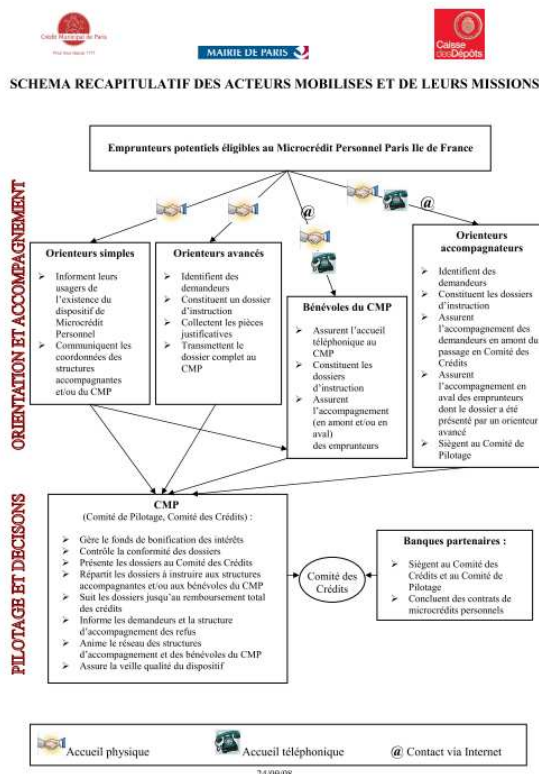 Crédit Municipal de Paris
MAIRIE DE PARIS
Caisse
des Dépôts
SCHEMA RECAPITULATIF DES ACTEURS MOBILISES ET DE LEURS MISSIONS
ORIENTATION ET ACCOMPAGNEMENT
Emprunteurs potentiels éligibles au Microcrédit Personnel Paris Ile de France
@
@
Orienteurs simples
➢ Informent leurs
usagers de
l'existence du
dispositif de
Microcrédit
Personnel
➢ Communiquent les
coordonnées des
structures
accompagnantes
et/ou du CMP
Orienteurs avancés
➢ Identifient des
demandeurs
➢ Constituent un dossier
d'instruction
➢ Collectent les pièces
justificatives
➢ Transmettent le
dossier complet au
CMP
Bénévoles du CMP
➢ Assurent l'accueil
téléphonique au
CMP
➢ Constituent les
dossiers
d'instruction
➢ Assurent
l'accompagnement
(en amont et/ou en
aval)
des emprunteurs
Orienteurs
accompagnateurs
➢ Identifient des
demandeurs
➢ Constituent les dossiers
d'instruction
➢ Assurent
l'accompagnement des
demandeurs en amont du
passage en Comité des
Crédits
➢ Assurent
l'accompagnement en
aval des emprunteurs
dont le dossier a été
présenté par un orienteur
avancé
➢ Siègent au Comité de
Pilotage
PILOTAGE ET DECISONS
CMP
(Comité de Pilotage, Comité des Crédits) :
➢ Gère le fonds de bonification des intérêts
➢ Contrôle la conformité des dossiers
➢ Présente les dossiers au Comité des Crédits
➢ Répartit les dossiers à instruire aux structures
accompagnantes et/ou aux bénévoles du CMP
➢ Suit les dossiers jusqu'au remboursement total
des crédits
➢ Informe les demandeurs et la structure
d'accompagnement des refus
➢ Anime le réseau des structures
d'accompagnement et des bénévoles du CMP
➢ Assure la veille qualité du dispositif
Comité des
Crédits
Banques partenaires :
➢ Siègent au Comité des
Crédits et au Comité de
Pilotage
➢ Concluent des contrats de
microcrédits personnels
Accueil physique
Accueil téléphonique
@ Contact via Internet
24/09/08